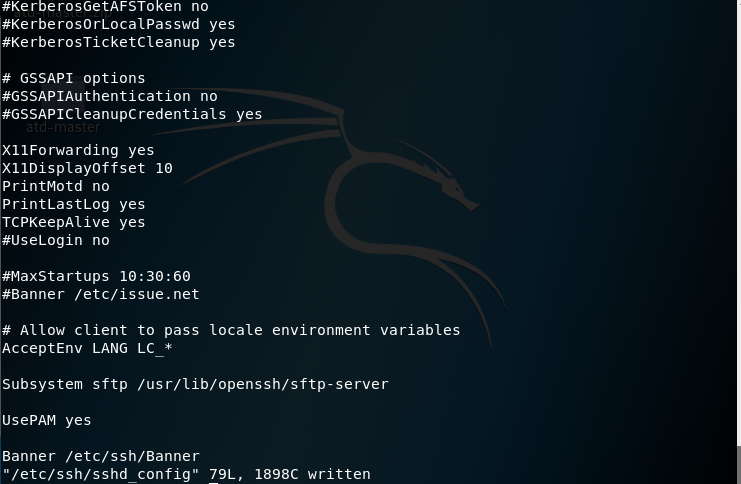 atd-master.zip
#KerberosGetAFSToken no
#KerberosOrLocalPasswd yes
#KerberosTicketCleanup yes
# GSSAPI options
#GSSAPIAuthentication no
#GSSAPICleanupCredentials yes
atd-master
X11Forwarding yes
X11DisplayOffset 10
PrintMotd no
PrintLastLog yes
TCPKeepAlive yes
#UseLogin no
#MaxStartups 10:30:60
#Banner /etc/issue.net
# Allow client to pass locale environment variables
AcceptEnv LANG LC_*
Subsystem sftp /usr/lib/openssh/sftp-server
UsePAM yes
Banner /etc/ssh/Banner
"/etc/ssh/sshd_config" 79L, 1898C written